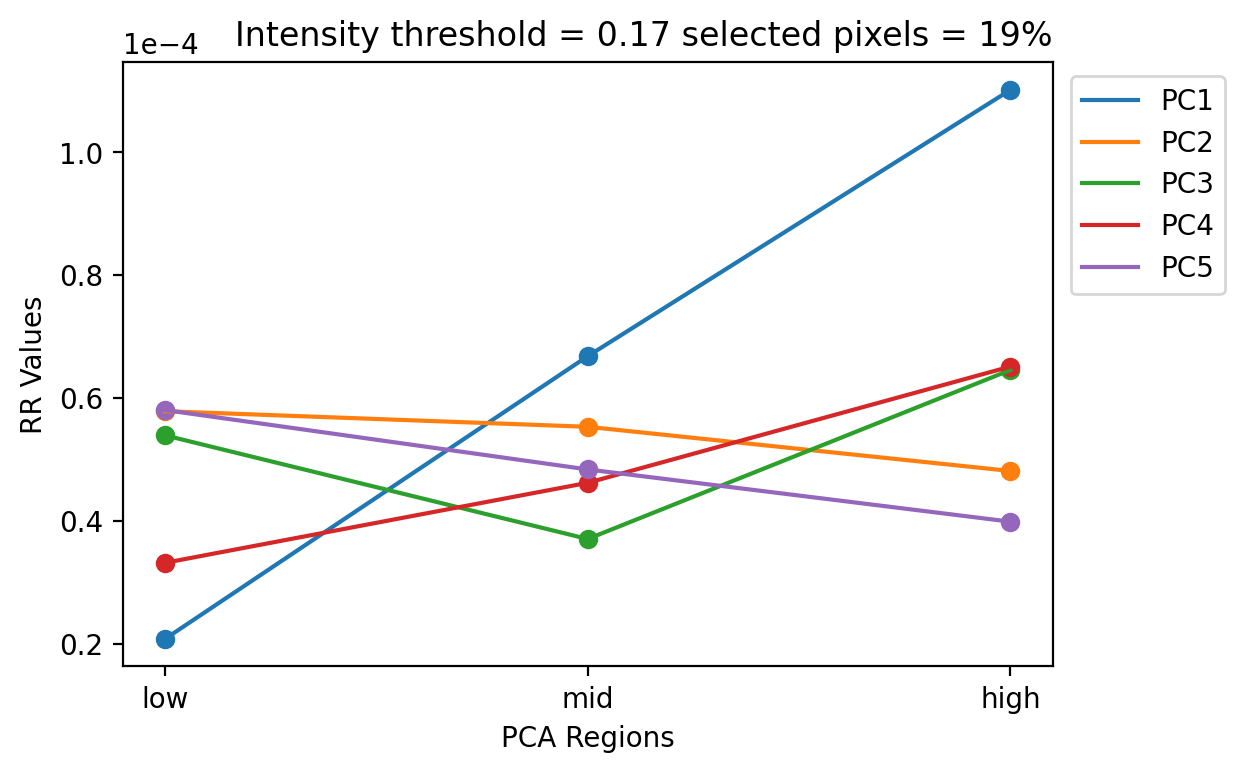 Intensity threshold = 0.17 selected pixels = 19%
1e−4
1.0
0.8
0.6
0.4
0.2
RR Values
low mid high
PCA Regions
PC1
PC2
PC3
PC4
PC5